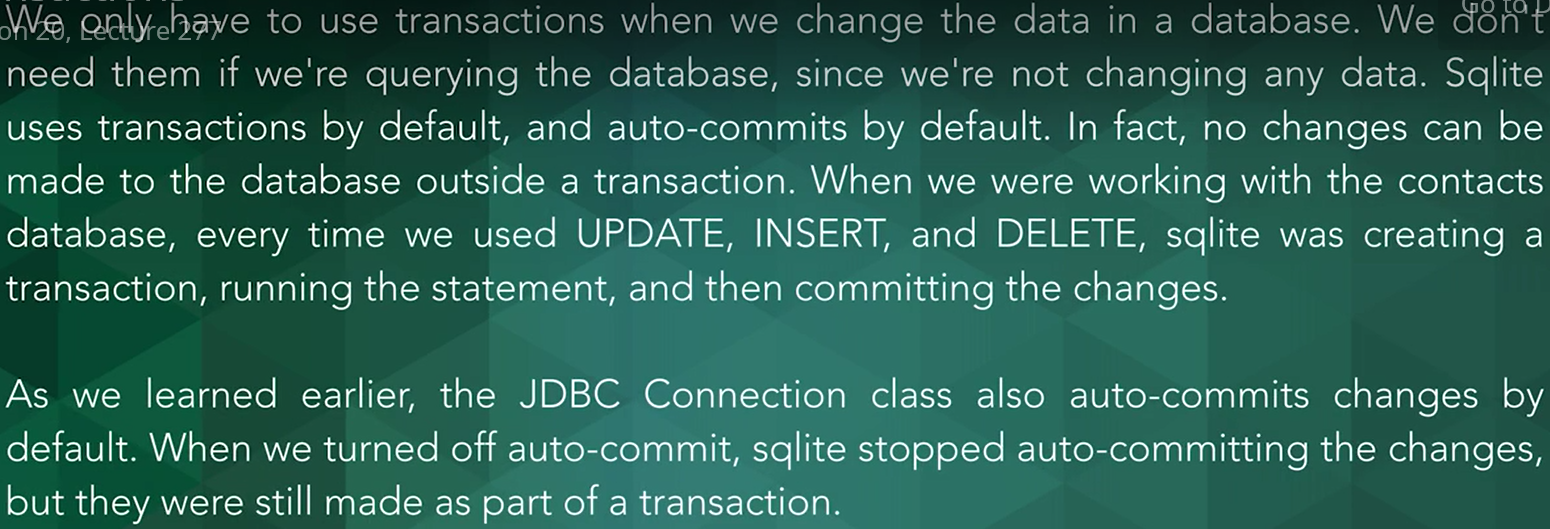 Go to D
We only have to use transactions when we change the data in a database. We don't
on 20, Lecture 277
need them if we're querying the database, since we're not changing any data. Sqlite
uses transactions by default, and auto-commits by default. In fact, no changes can be
made to the database outside a transaction. When we were working with the contacts
database, every time we used UPDATE, INSERT, and DELETE, sqlite was creating a
transaction, running the statement, and then committing the changes.
As we learned earlier, the JDBC Connection class also auto-commits changes by
default. When we turned off auto-commit, sqlite stopped auto-committing the changes,
but they were still made as part of a transaction.